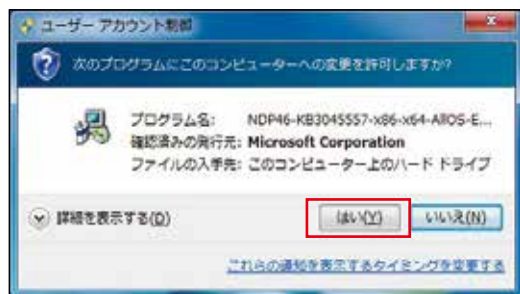 ユーザー アカウント制御
次のプログラムにこのコンピューターへの変更を許可しますか?
プログラム名: NDP46-KB3045557-x86-x64-AllOS-E...
確認済みの発行元: Microsoft Corporation
ファイルの入手先: このコンピューター上のハード ドライブ
詳細を表示する(D)
はい(Y) いいえ(N)
これらの通知を表示するタイミングを変更する